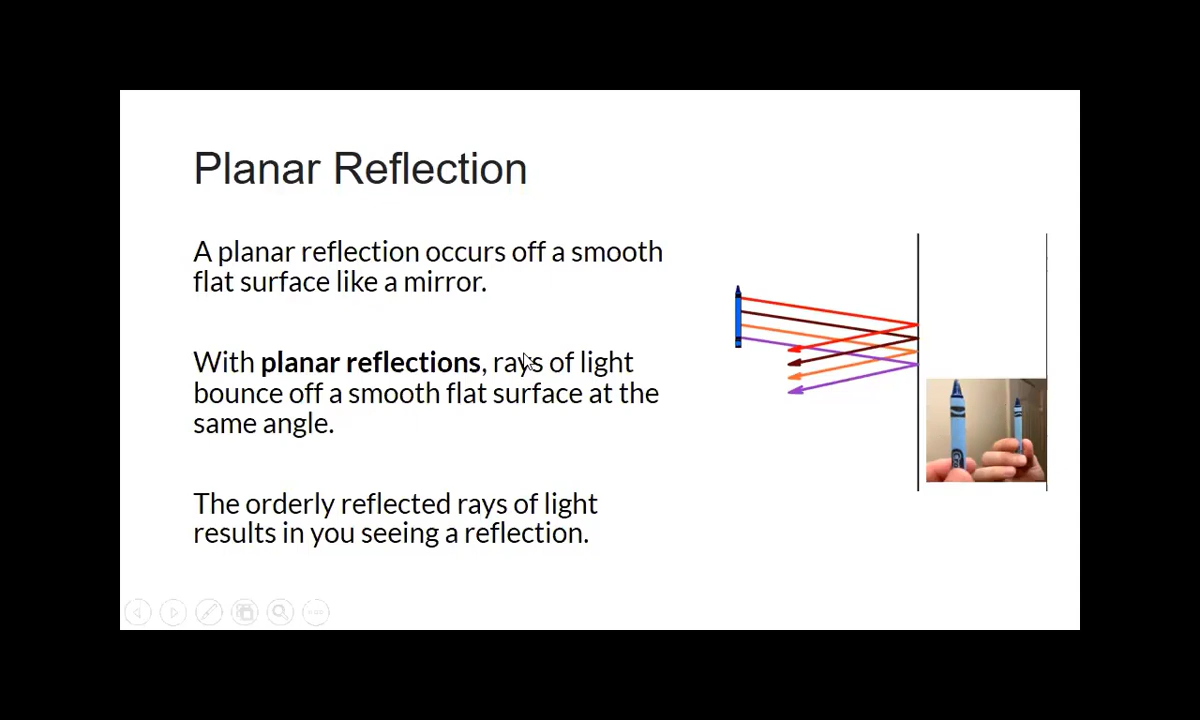 Planar Reflection
A planar reflection occurs off a smooth
flat surface like a mirror.
With planar reflections, rays of light
bounce off a smooth flat surface at the
same angle.
The orderly reflected rays of light
results in you seeing a reflection.